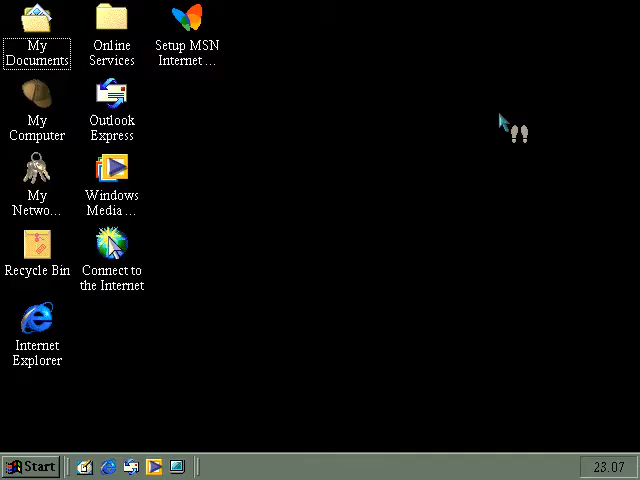 My
Documents
Online
Services
Setup MSN
Internet ...
My
Computer
Outlook
Express
My
Netwo...
Windows
Media ...
Recycle Bin
Connect to
the Internet
Internet
Explorer
Start
23.07